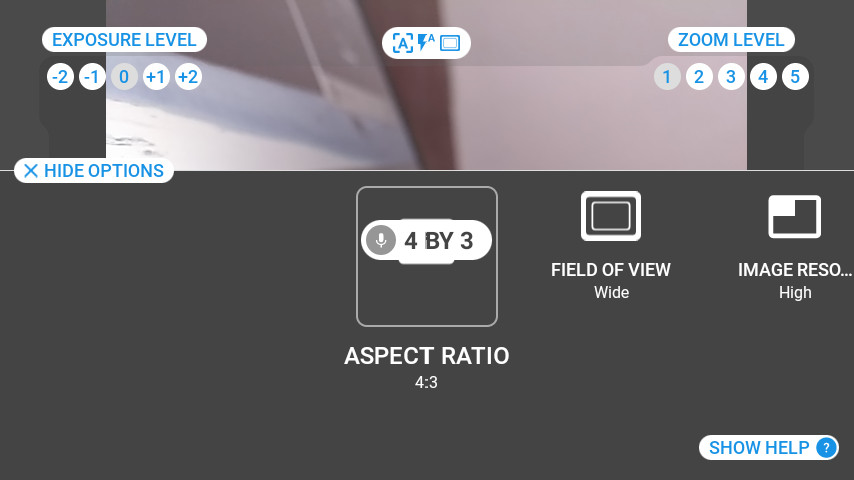 EXPOSURE LEVEL
A A
ZOOM LEVEL
-2 -1 0 +1 +2
1 2 3 4 5
HIDE OPTIONS
4 BY 3
FIELD OF VIEW
Wide
IMAGE RESO...
High
ASPECT RATIO
4:3
SHOW HELP ?